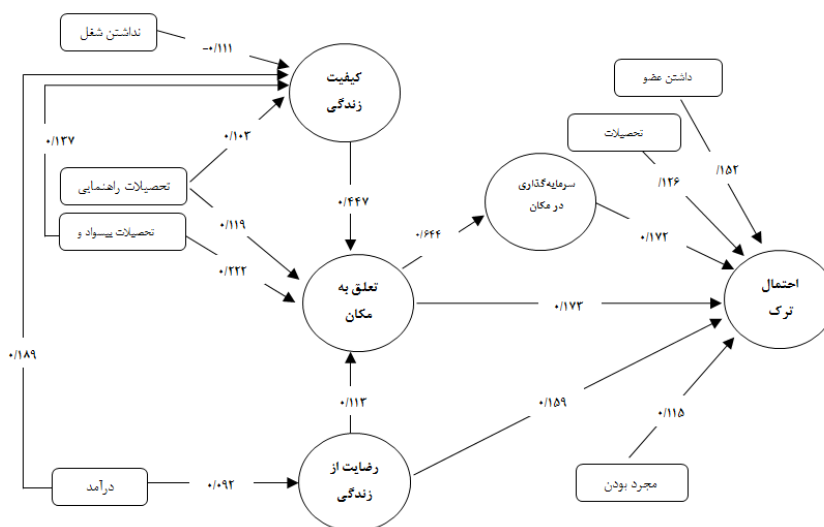 نداشتن شغل
-۰/۱۱۱
کیفیت
زندگی
داشتن عضو
تحصیلات
۰/۱۳۷
۰/۱۰۳
/۱۵۲
/۱۲۶
تحصیلات راهنمایی
سرمایه‌گذاری
در مکان
۰/۴۴۷
۰/۱۱۹
۰/۶۴۴
۰/۱۷۲
تحصیلات بیسواد و
۰/۲۲۲
تعلق به
مکان
احتمال
ترک
۰/۱۷۳
۰/۱۸۹
۰/۱۱۳
۰/۱۵۹
۰/۱۱۵
رضایت از
زندگی
درآمد
۰/۰۹۲
مجرد بودن